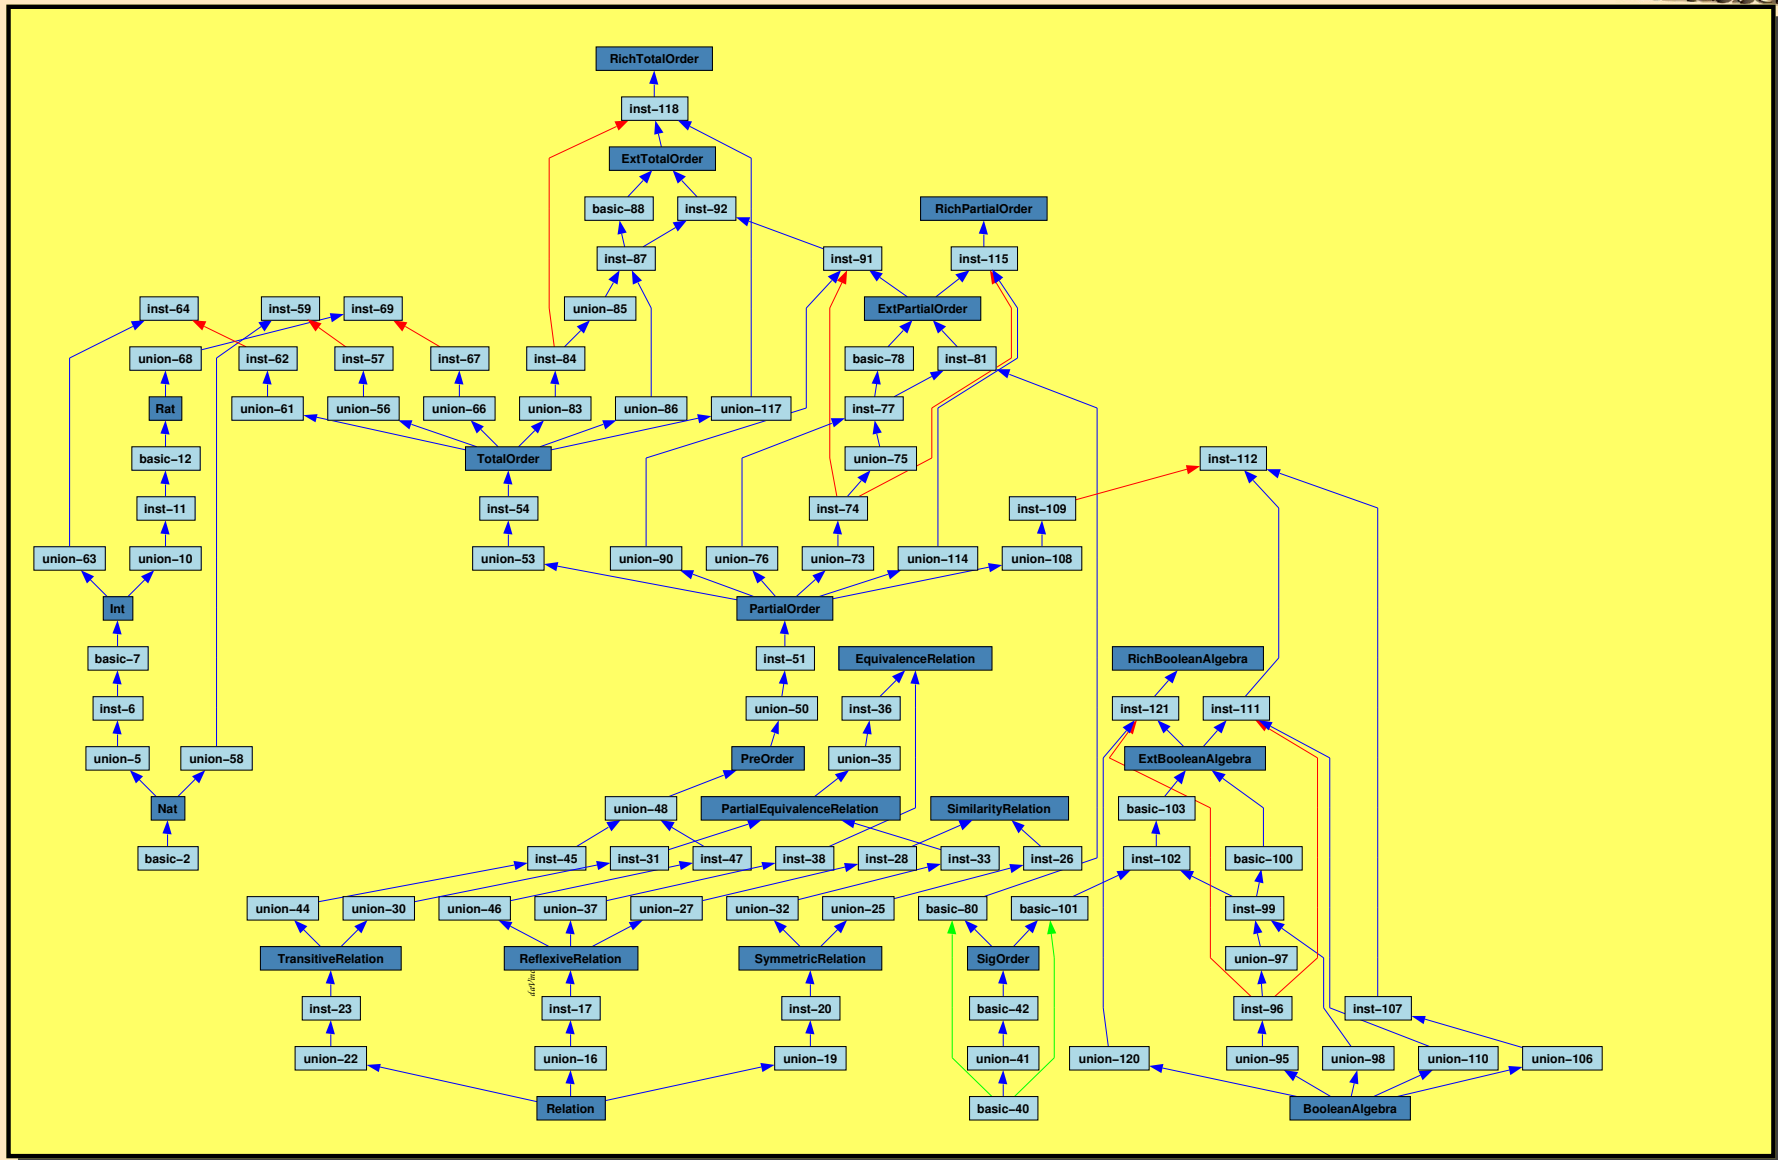 RichTotalOrder
inst–118
ExtTotalOrder
basic–88
inst–92
RichPartialOrder
inst–87
inst–91
inst–115
inst–64
inst–59
inst–69
union–85
ExtPartialOrder
union–68
inst–62
inst–57
inst–67
inst–84
basic–78
inst–81
Rat
union–61
union–56
union–66
union–83
union–86
union–117
inst–77
basic–12
TotalOrder
union–75
inst–112
inst–11
inst–54
inst–74
inst–109
union–63
union–10
union–53
union–90
union–76
union–73
union–114
union–108
Int
PartialOrder
basic–7
inst–51
EquivalenceRelation
RichBooleanAlgebra
inst–6
union–50
inst–36
inst–121
inst–111
union–5
union–58
PreOrder
union–35
ExtBooleanAlgebra
Nat
union–48
PartialEquivalenceRelation
SimilarityRelation
basic–103
basic–2
inst–45
inst–31
inst–47
inst–38
inst–28
inst–33
inst–26
inst–102
basic–100
union–44
union–30
union–46
union–37
union–27
union–32
union–25
basic–80
basic–101
inst–99
TransitiveRelation
ReflexiveRelation
SymmetricRelation
SigOrder
union–97
inst–23
inst–17
inst–20
basic–42
inst–96
inst–107
union–22
union–16
union–19
union–41
union–120
union–95
union–98
union–110
union–106
Relation
basic–40
BooleanAlgebra